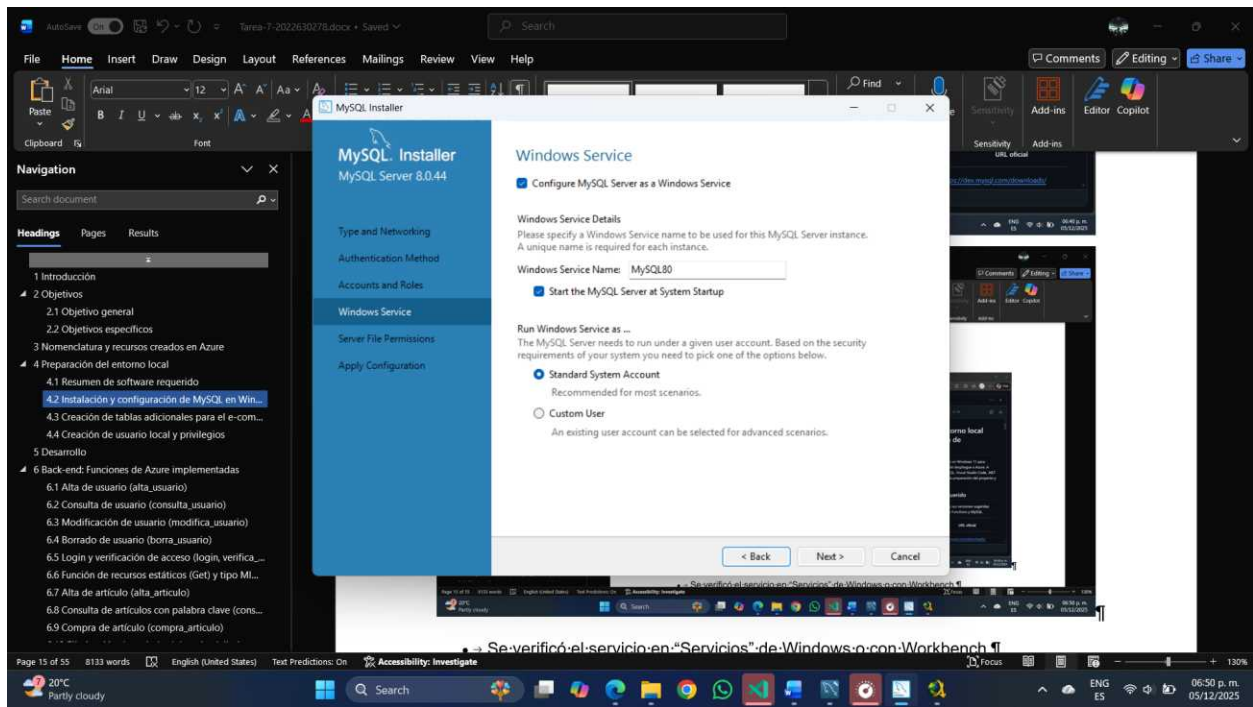 AutoSave On Tarea-7-2022630278.docx • Saved Search
File Home Insert Draw Design Layout References Mailings Review View Help Comments Editing Share
Paste Arial 12 Find Sensitivity Add-ins Editor Copilot
Clipboard Font Sensitivity Add-ins
Navigation
Search document
Headings Pages Results
1 Introducción
2 Objetivos
2.1 Objetivo general
2.2 Objetivos específicos
3 Nomenclatura y recursos creados en Azure
4 Preparación del entorno local
4.1 Resumen de software requerido
4.2 Instalación y configuración de MySQL en Win...
4.3 Creación de tablas adicionales para el e-com...
4.4 Creación de usuario local y privilegios
5 Desarrollo
6 Back-end: Funciones de Azure implementadas
6.1 Alta de usuario (alta_usuario)
6.2 Consulta de usuario (consulta_usuario)
6.3 Modificación de usuario (modifica_usuario)
6.4 Borrado de usuario (borra_usuario)
6.5 Login y verificación de acceso (login, verifica_...
6.6 Función de recursos estáticos (Get) y tipo MI...
6.7 Alta de artículo (alta_articulo)
6.8 Consulta de artículos con palabra clave (cons...
6.9 Compra de artículo (compra_articulo)
MySQL Installer
MySQL. Installer
MySQL Server 8.0.44
Type and Networking
Authentication Method
Accounts and Roles
Windows Service
Server File Permissions
Apply Configuration
Windows Service
Configure MySQL Server as a Windows Service
Windows Service Details
Please specify a Windows Service name to be used for this MySQL Server instance.
A unique name is required for each instance.
Windows Service Name: MySQL80
Start the MySQL Server at System Startup
Run Windows Service as ...
The MySQL Server needs to run under a given user account. Based on the security
requirements of your system you need to pick one of the options below.
Standard System Account
Recommended for most scenarios.
Custom User
An existing user account can be selected for advanced scenarios.
< Back Next > Cancel
URL oficial
Se·verificó·el·servicio·en·"Servicios"·de·Windows·o·con·Workbench.¶
Page 15 of 55 8133 words English (United States) Text Predictions: On Accessibility: Investigate Focus 130%
20°C
Partly cloudy
Search
ENG
ES
06:50 p. m.
05/12/2025